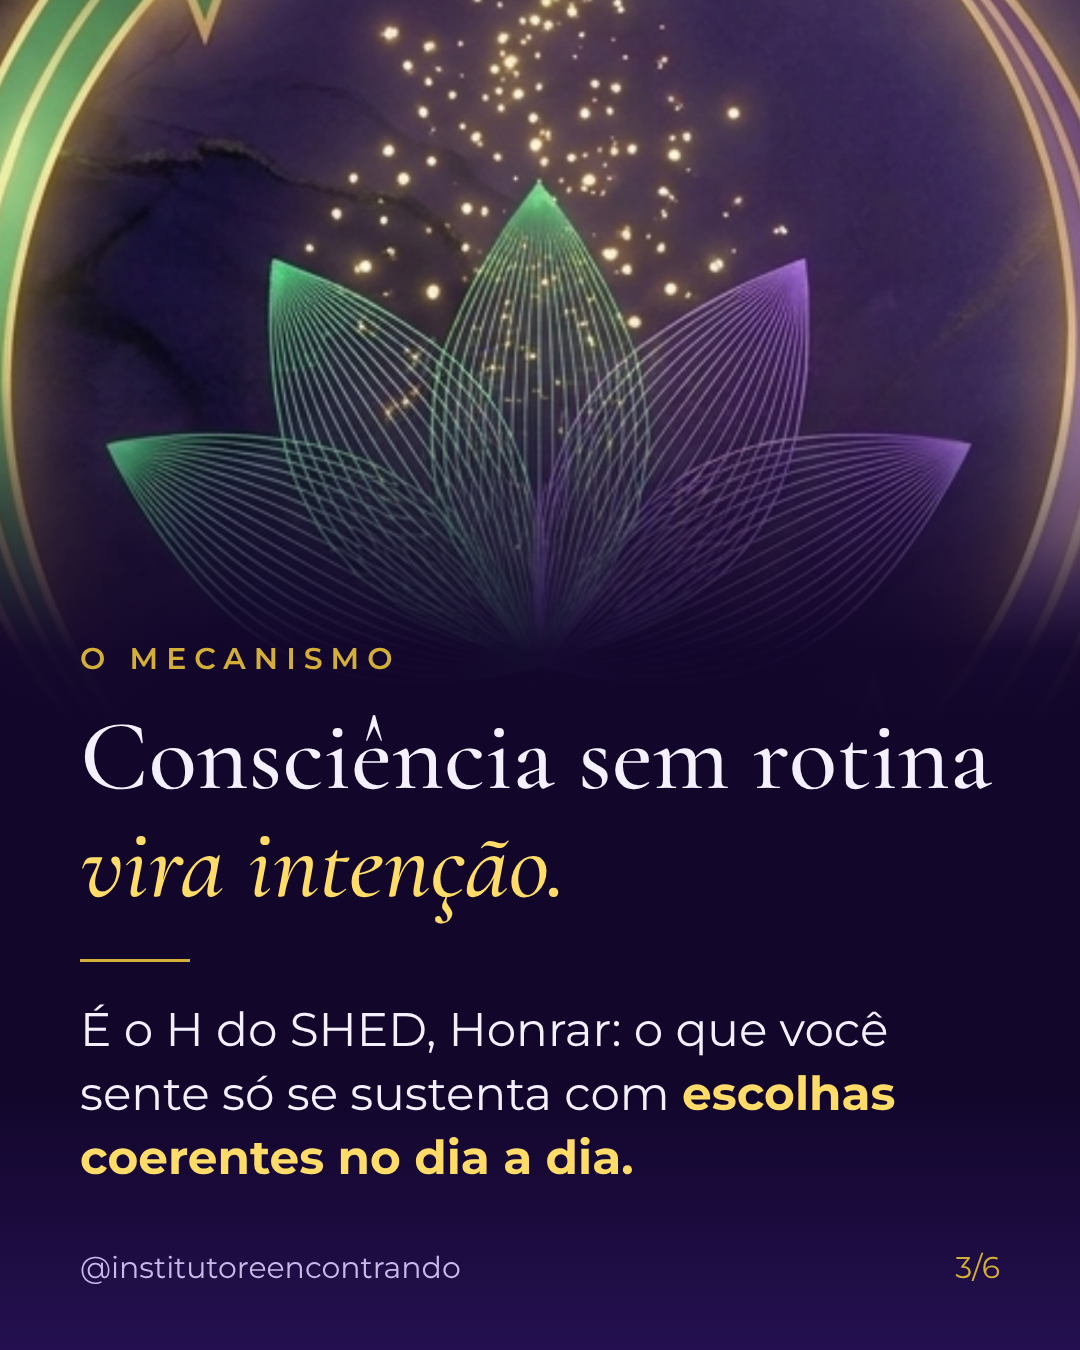 O MECANISMO
Consciência sem rotina
vira intenção.
É o H do SHED, Honrar: o que você
sente só se sustenta com escolhas
coerentes no dia a dia.
@institutoreencontrando
3/6